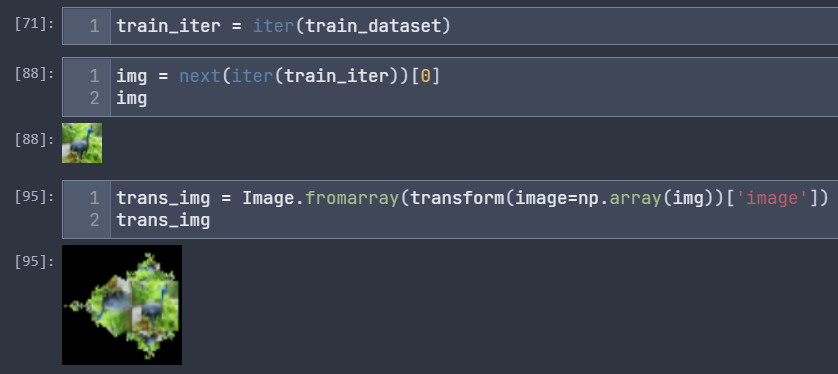 [71]: 1 train_iter = iter(train_dataset)
[88]: 1 img = next(iter(train_iter))[0]
2 img
[88]:
[95]: 1 trans_img = Image.fromarray(transform(image=np.array(img))['image'])
2 trans_img
[95]: